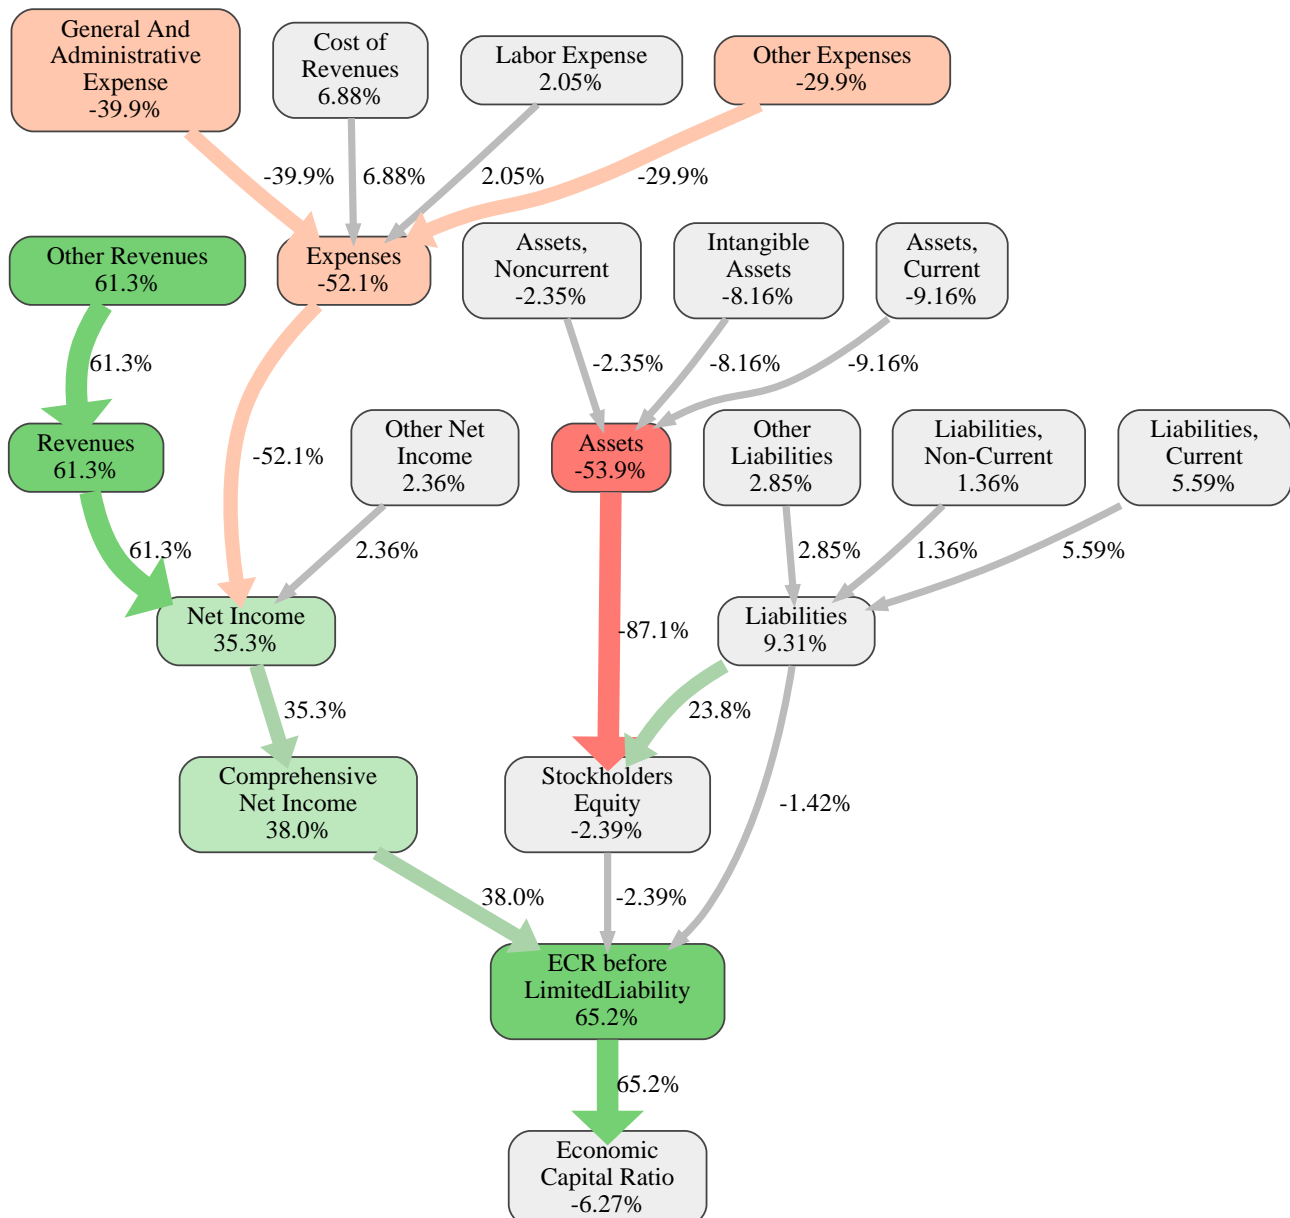 General And
Administrative
Expense
-39.9%
Cost of
Revenues
6.88%
Labor Expense
2.05%
Other Expenses
-29.9%
-39.9%
6.88%
2.05%
-29.9%
Other Revenues
61.3%
Expenses
-52.1%
Assets,
Noncurrent
-2.35%
Intangible
Assets
-8.16%
Assets,
Current
-9.16%
61.3%
-2.35%
-8.16%
-9.16%
Revenues
61.3%
-52.1%
Other Net
Income
2.36%
Assets
-53.9%
Other
Liabilities
2.85%
Liabilities,
Non-Current
1.36%
Liabilities,
Current
5.59%
61.3%
2.36%
2.85%
1.36%
5.59%
Net Income
35.3%
-87.1%
Liabilities
9.31%
35.3%
23.8%
Comprehensive
Net Income
38.0%
Stockholders
Equity
-2.39%
-1.42%
38.0%
-2.39%
ECR before
LimitedLiability
65.2%
65.2%
Economic
Capital Ratio
-6.27%